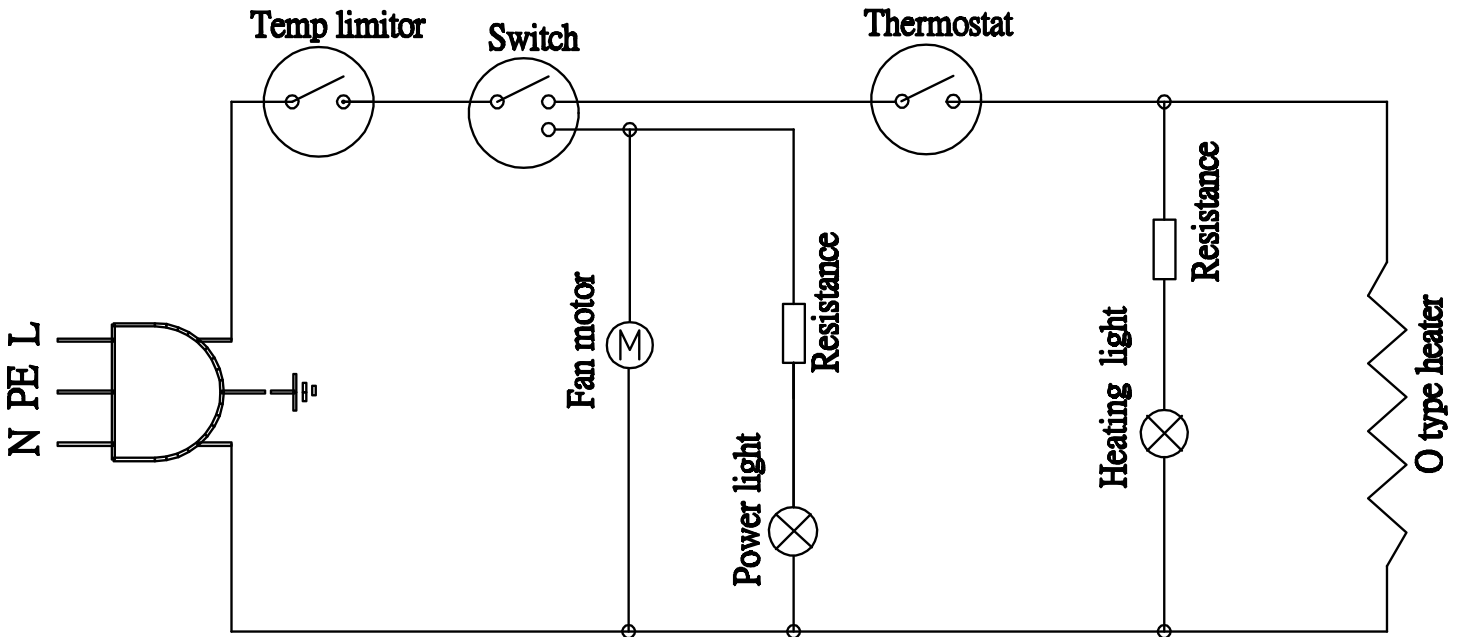 Temp limitor
Switch
Thermostat
L
PE
N
Fan motor
M
Resistance
Power light
Resistance
Heating light
O type heater